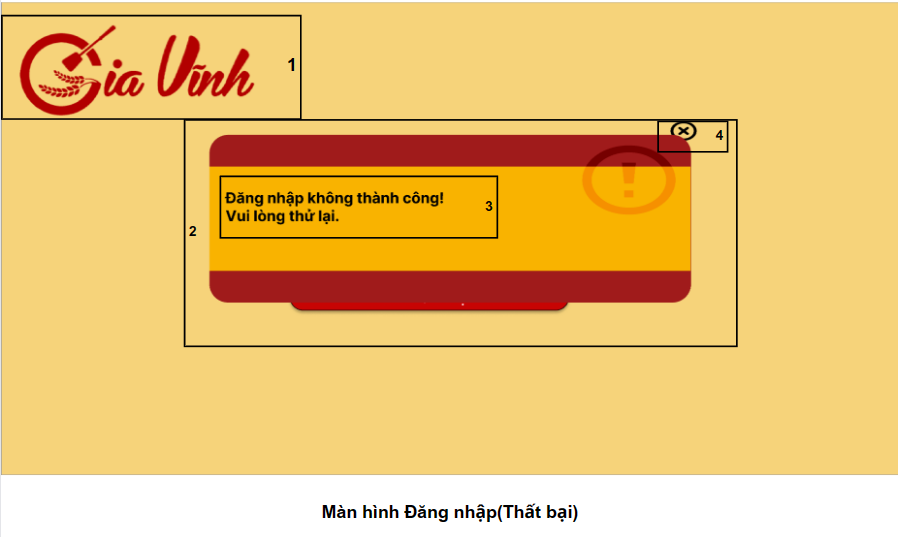 Gia Vĩnh
1
4
Đăng nhập không thành công!
Vui lòng thử lại.
3
2
Màn hình Đăng nhập(Thất bại)